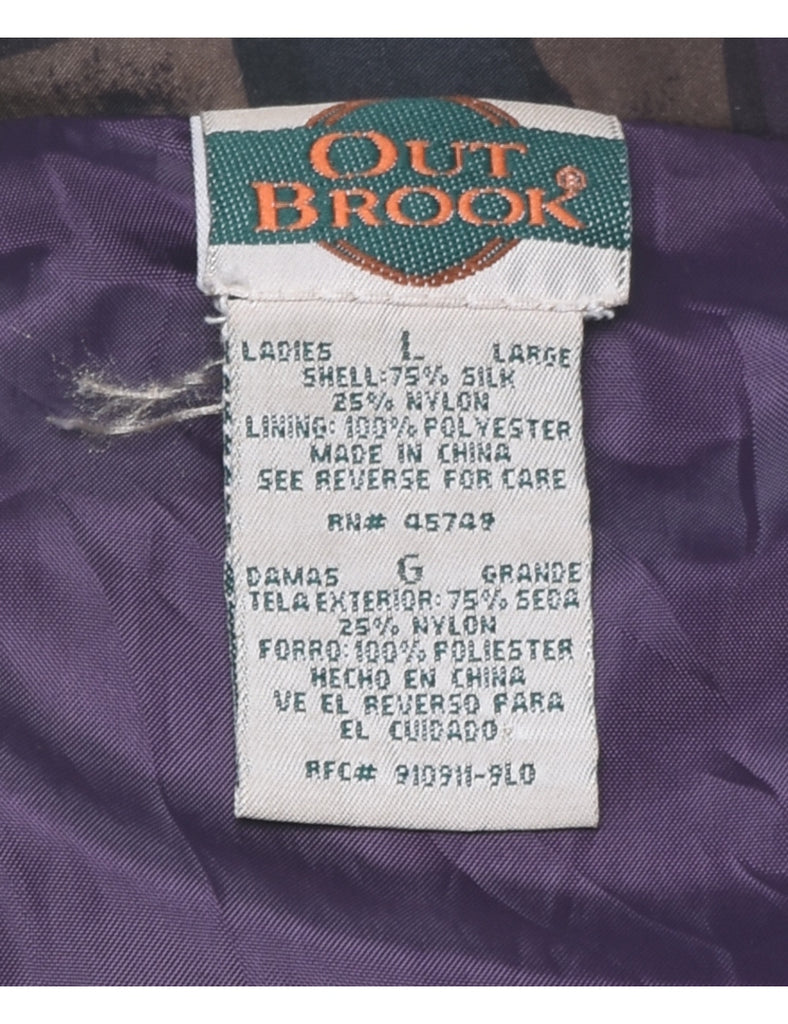 OUT
BROOK®
LADIES L LARGE
SHELL: 75% SILK
25% NYLON
LINING: 100% POLYESTER
MADE IN CHINA
SEE REVERSE FOR CARE
RN# 45749
DAMAS G GRANDE
TELA EXTERIOR: 75% SEDA
25% NYLON
FORRO: 100% POLIESTER
HECHO EN CHINA
VE EL REVERSO PARA
EL CUIDADO
RFC# 910911-9L0